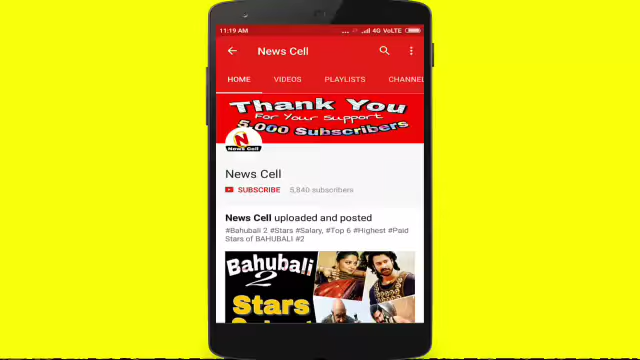 11:19 AM
4G VoLTE
News Cell
HOME VIDEOS PLAYLISTS CHANNEL
Thank You
For Your Support
5,000 Subscribers
N
News Cell
News Cell
SUBSCRIBE 5,840 subscribers
News Cell uploaded and posted
#Bahubali 2 #Stars #Salary, #Top 6 #Highest #Paid
Stars of BAHUBALI #2
Bahubali
2
Stars